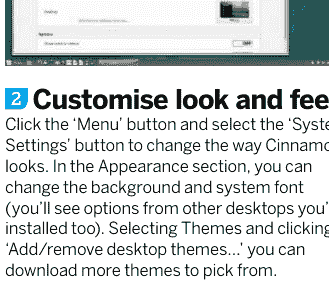 2 Customise look and fee
Click the ‘Menu’ button and select the ‘Syste
Settings’ button to change the way Cinnamo
looks. In the Appearance section, you can
change the background and system font
(you’ll see options from other desktops you’
installed too). Selecting Themes and clicking
‘Add/remove desktop themes...’ you can
download more themes to pick from.